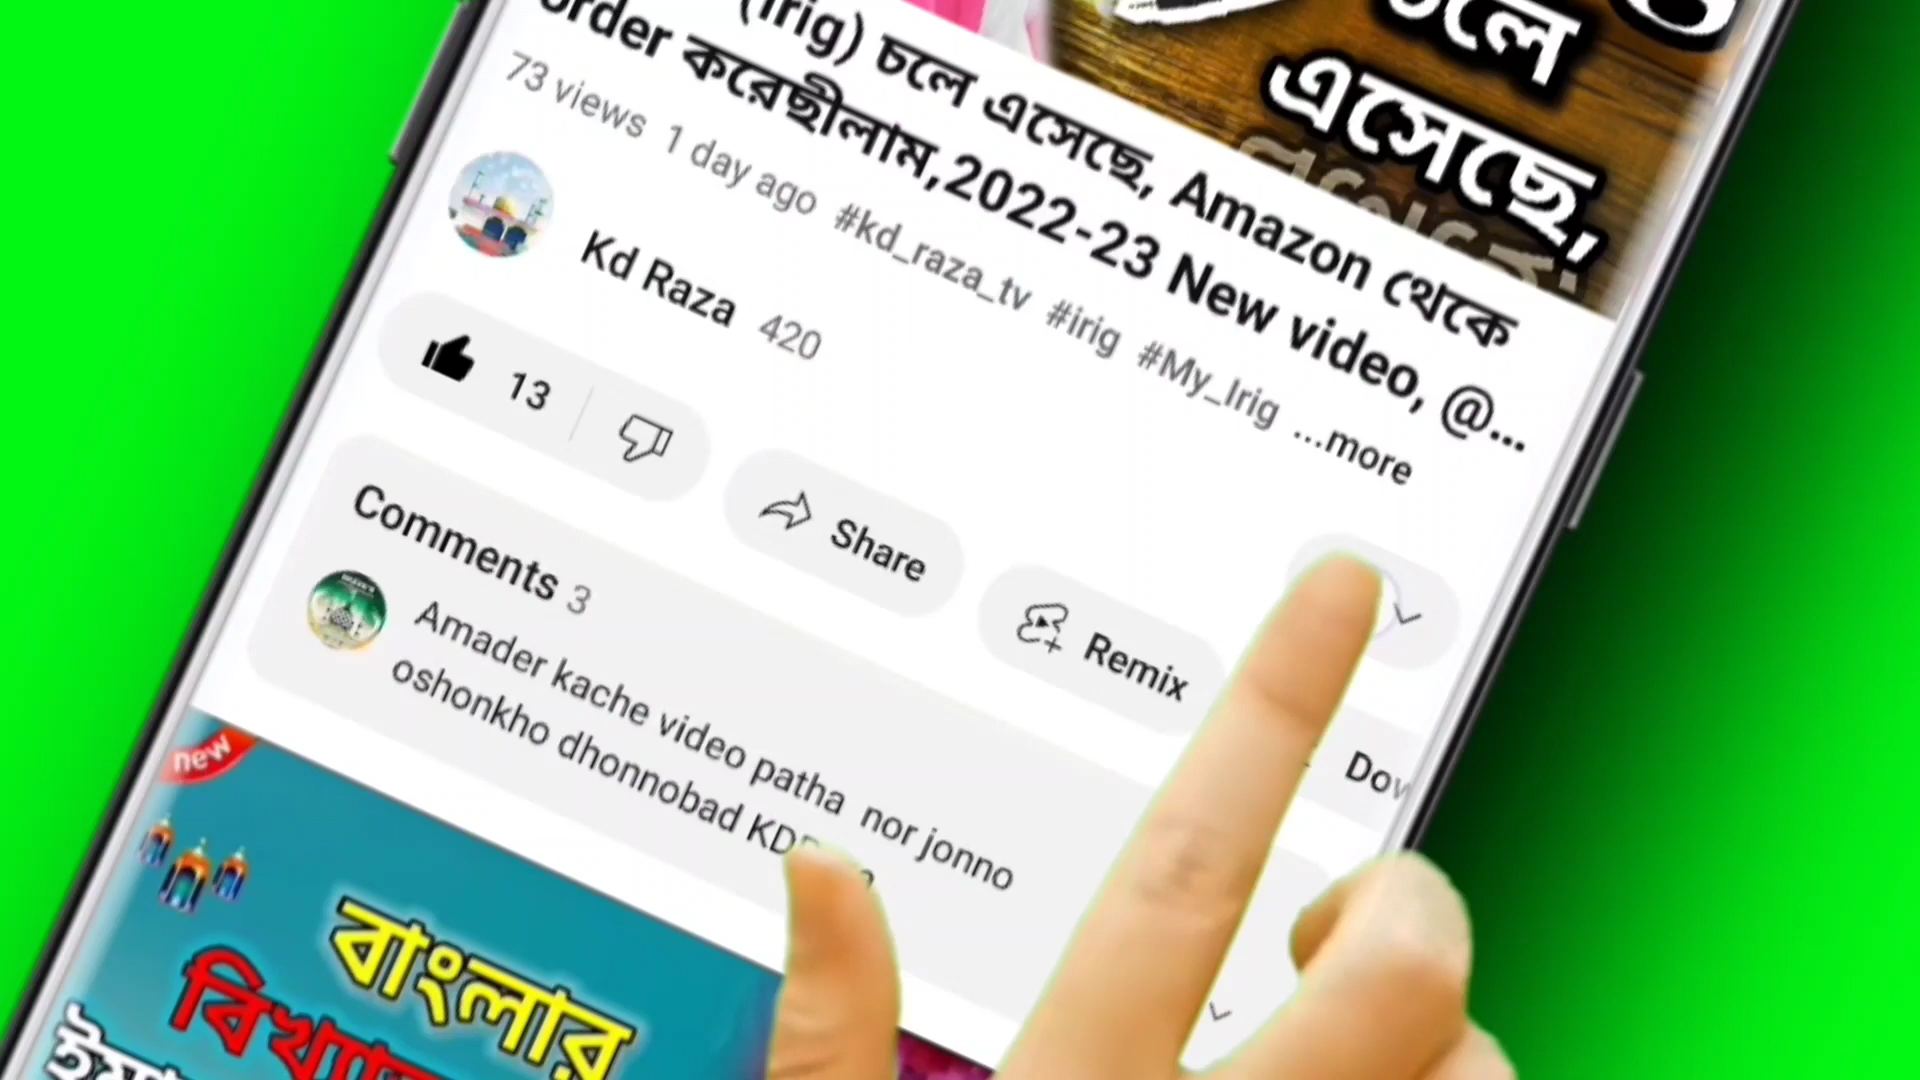 চলে
এসেছে,
(irig) চলে এসেছে, Amazon থেকে
order করেছীলাম,2022-23 New video, @...
73 views 1 day ago #kd_raza_tv #irig #My_Irig ...more
Kd Raza 420
13
Share
Remix
Comments 3
Amader kache video patha nor jonno
oshonkho dhonnobad
new
বাংলার